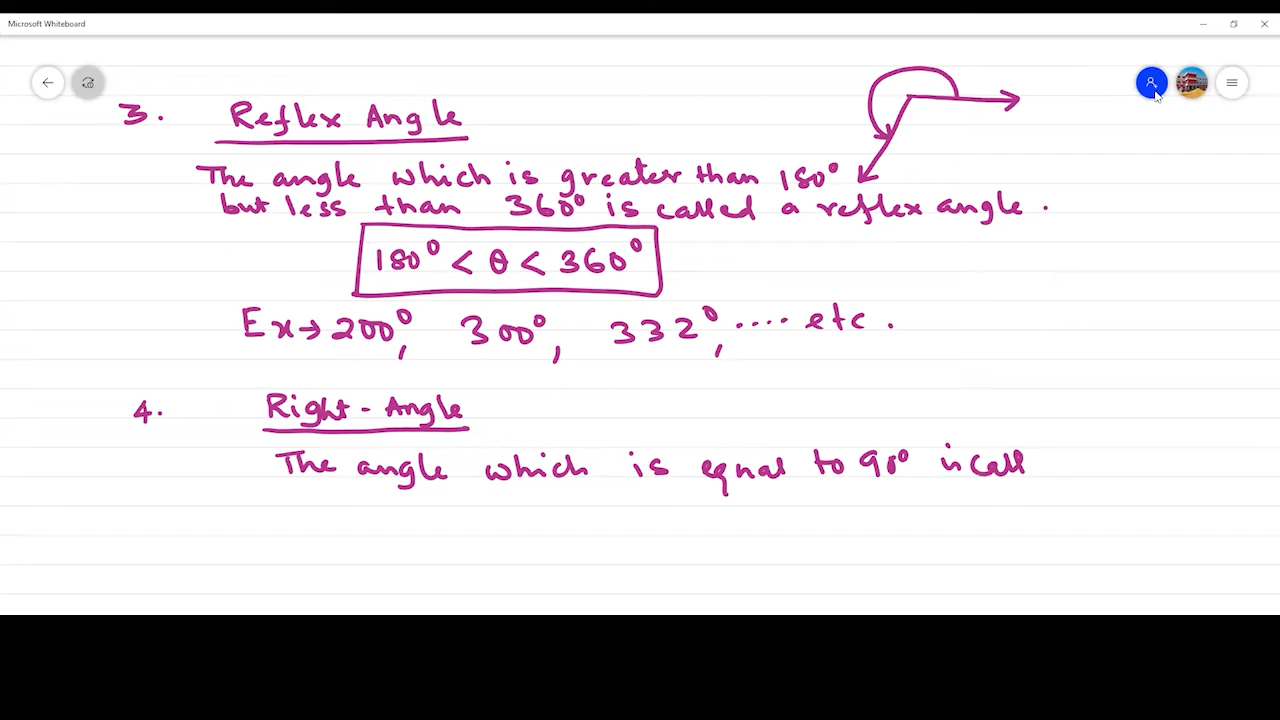 Microsoft Whiteboard
3. Reflex Angle
The angle which is greater than 180°
but less than 360° is called a reflex angle.
180° < θ < 360°
Ex→ 200°, 300°, 332°, .... etc.
4. Right-Angle
The angle which is equal to 90° is call